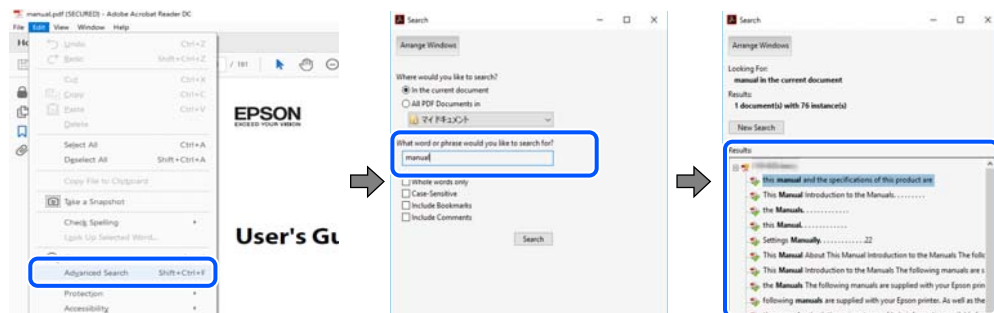 manual.pdf (SECURED) - Adobe Acrobat Reader DC
File Edit View Window Help
Undo Ctrl+Z
Redo Shift+Ctrl+Z
Cut Ctrl+X
Copy Ctrl+C
Paste Ctrl+V
Delete
Select All Ctrl+A
Deselect All Shift+Ctrl+A
Copy File to Clipboard
Take a Snapshot
Check Spelling
Look Up Selected Word...
Advanced Search Shift+Ctrl+F
Protection
Accessibility
/ 181
EPSON
EXCEED YOUR VISION
User's Gu
Search
Arrange Windows
Where would you like to search?
In the current document
All PDF Documents in
マイ ドキュメント
What word or phrase would you like to search for?
manual
Whole words only
Case-Sensitive
Include Bookmarks
Include Comments
Search
Search
Arrange Windows
Looking For:
manual in the current document
Results:
1 document(s) with 76 instance(s)
New Search
Results:
this manual and the specifications of this product are
This Manual Introduction to the Manuals. . . . . . . . .
the Manuals. . . . . . . . . . . . .
this Manual. . . . . . . . . . . . .
Settings Manually. . . . . . . . . . . . .22
This Manual About This Manual Introduction to the Manuals The follo
This Manual Introduction to the Manuals The following manuals are s
the Manuals The following manuals are supplied with your Epson prin
following manuals are supplied with your Epson printer. As well as the